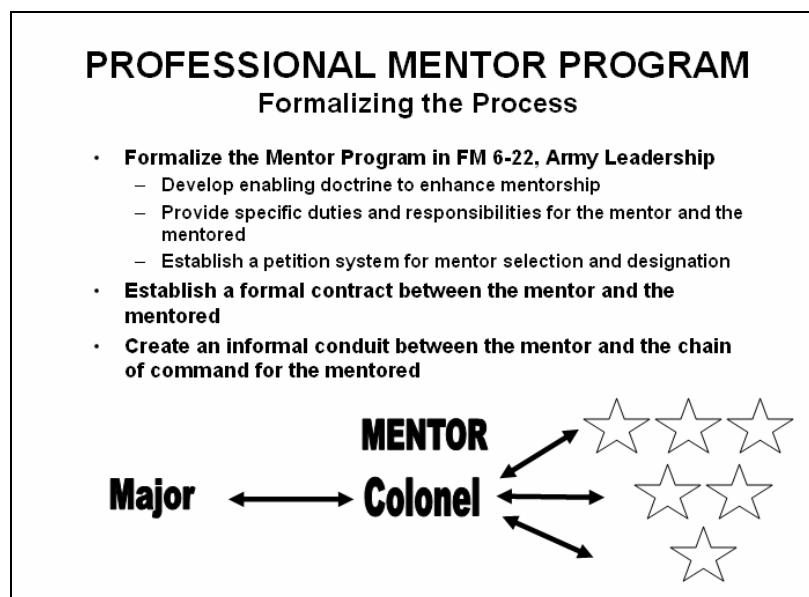 PROFESSIONAL MENTOR PROGRAM
Formalizing the Process
• Formalize the Mentor Program in FM 6-22, Army Leadership
– Develop enabling doctrine to enhance mentorship
– Provide specific duties and responsibilities for the mentor and the
mentored
– Establish a petition system for mentor selection and designation
• Establish a formal contract between the mentor and the
mentored
• Create an informal conduit between the mentor and the chain
of command for the mentored
MENTOR
Major
Colonel